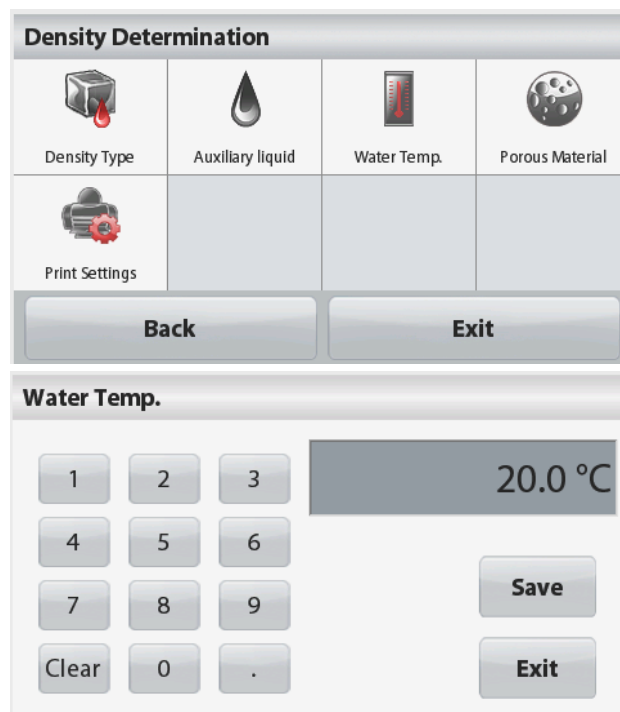 Density Determination
Density Type
Auxiliary liquid
Water Temp.
Porous Material
Print Settings
Back
Exit
Water Temp.
1 2 3
20.0 °C
4 5 6
7 8 9
Save
Clear 0 .
Exit